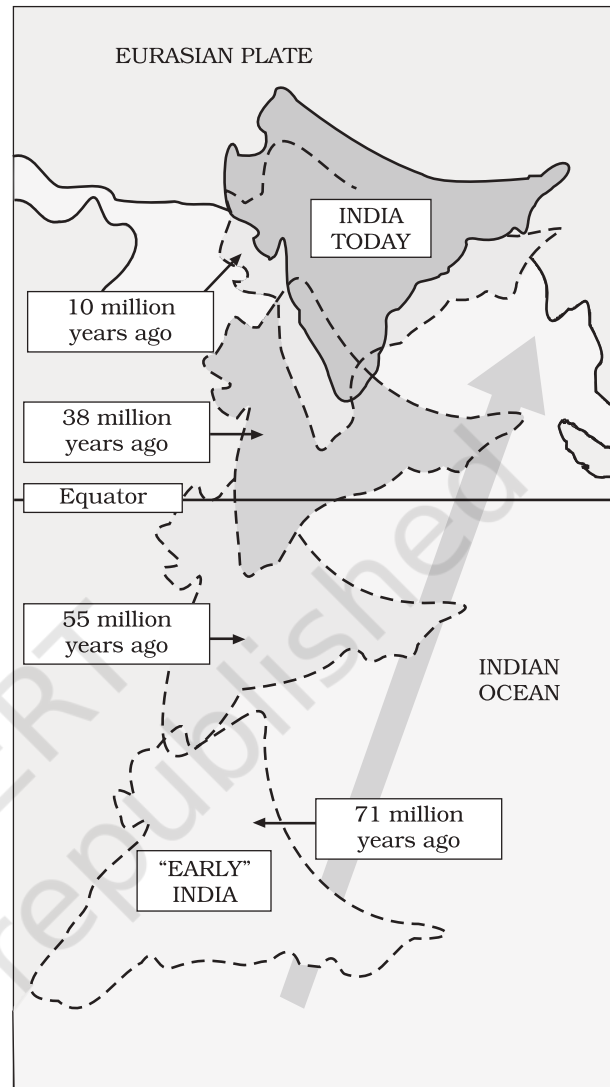 EURASIAN PLATE
INDIA
TODAY
10 million
years ago
38 million
years ago
Equator
55 million
years ago
INDIAN
OCEAN
71 million
years ago
“EARLY”
INDIA
republished